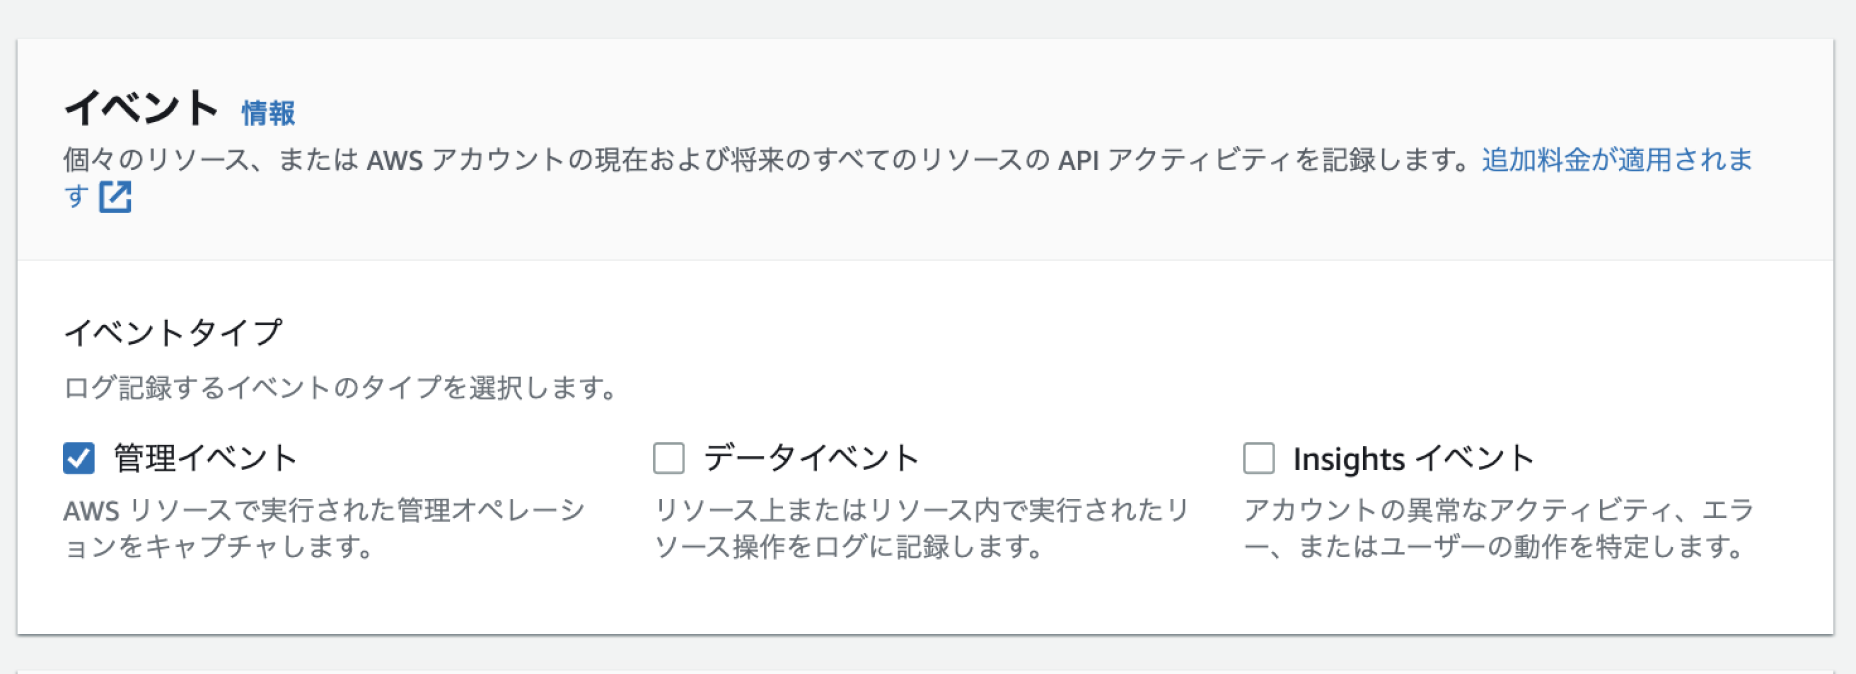 イベント 情報
個々のリソース、または AWS アカウントの現在および将来のすべてのリソースの API アクティビティを記録します。追加料金が適用されま
す
イベントタイプ
ログ記録するイベントのタイプを選択します。
管理イベント
AWS リソースで実行された管理オペレーシ
ョンをキャプチャします。
データイベント
リソース上またはリソース内で実行されたリ
ソース操作をログに記録します。
Insights イベント
アカウントの異常なアクティビティ、エラ
ー、またはユーザーの動作を特定します。